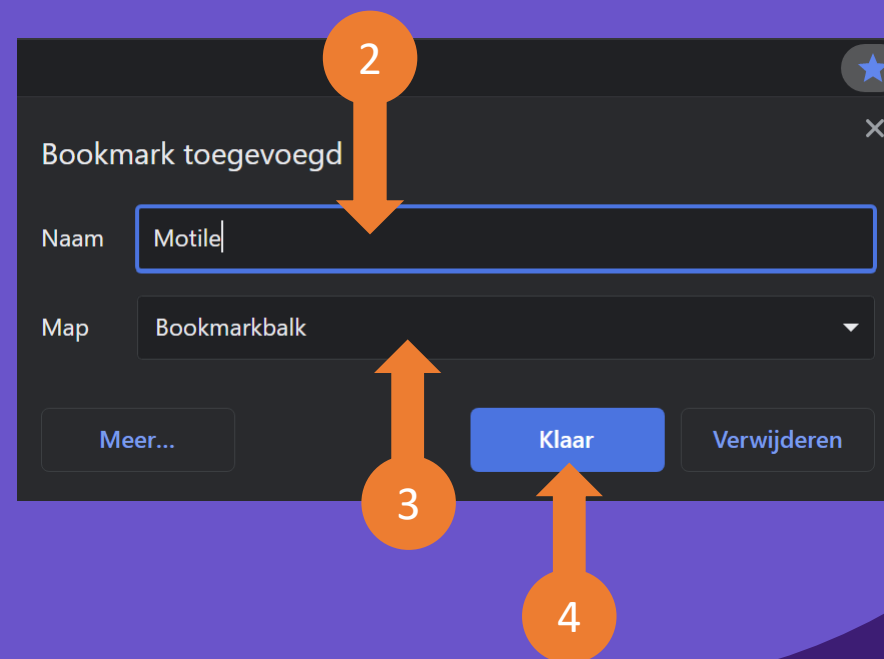 2
Bookmark toegevoegd
Naam Motile
Map Bookmarkbalk
Meer... Klaar Verwijderen
3
4